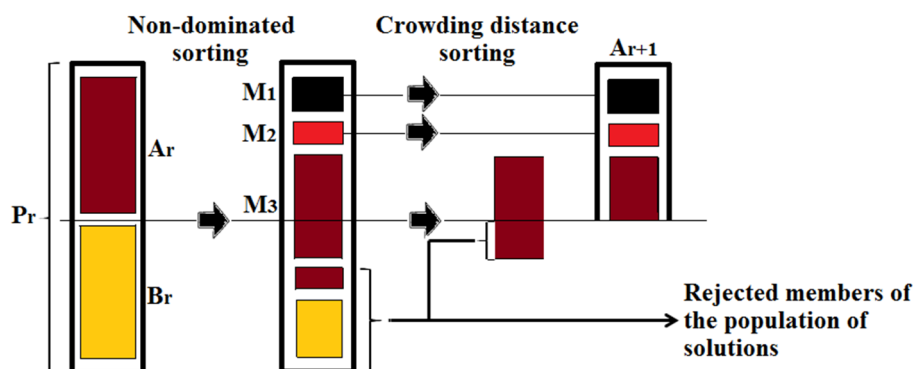 Non-dominated
sorting
Crowding distance
sorting
Ar+1
M1
M2
Ar
M3
Pr
Br
Rejected members of
the population of
solutions